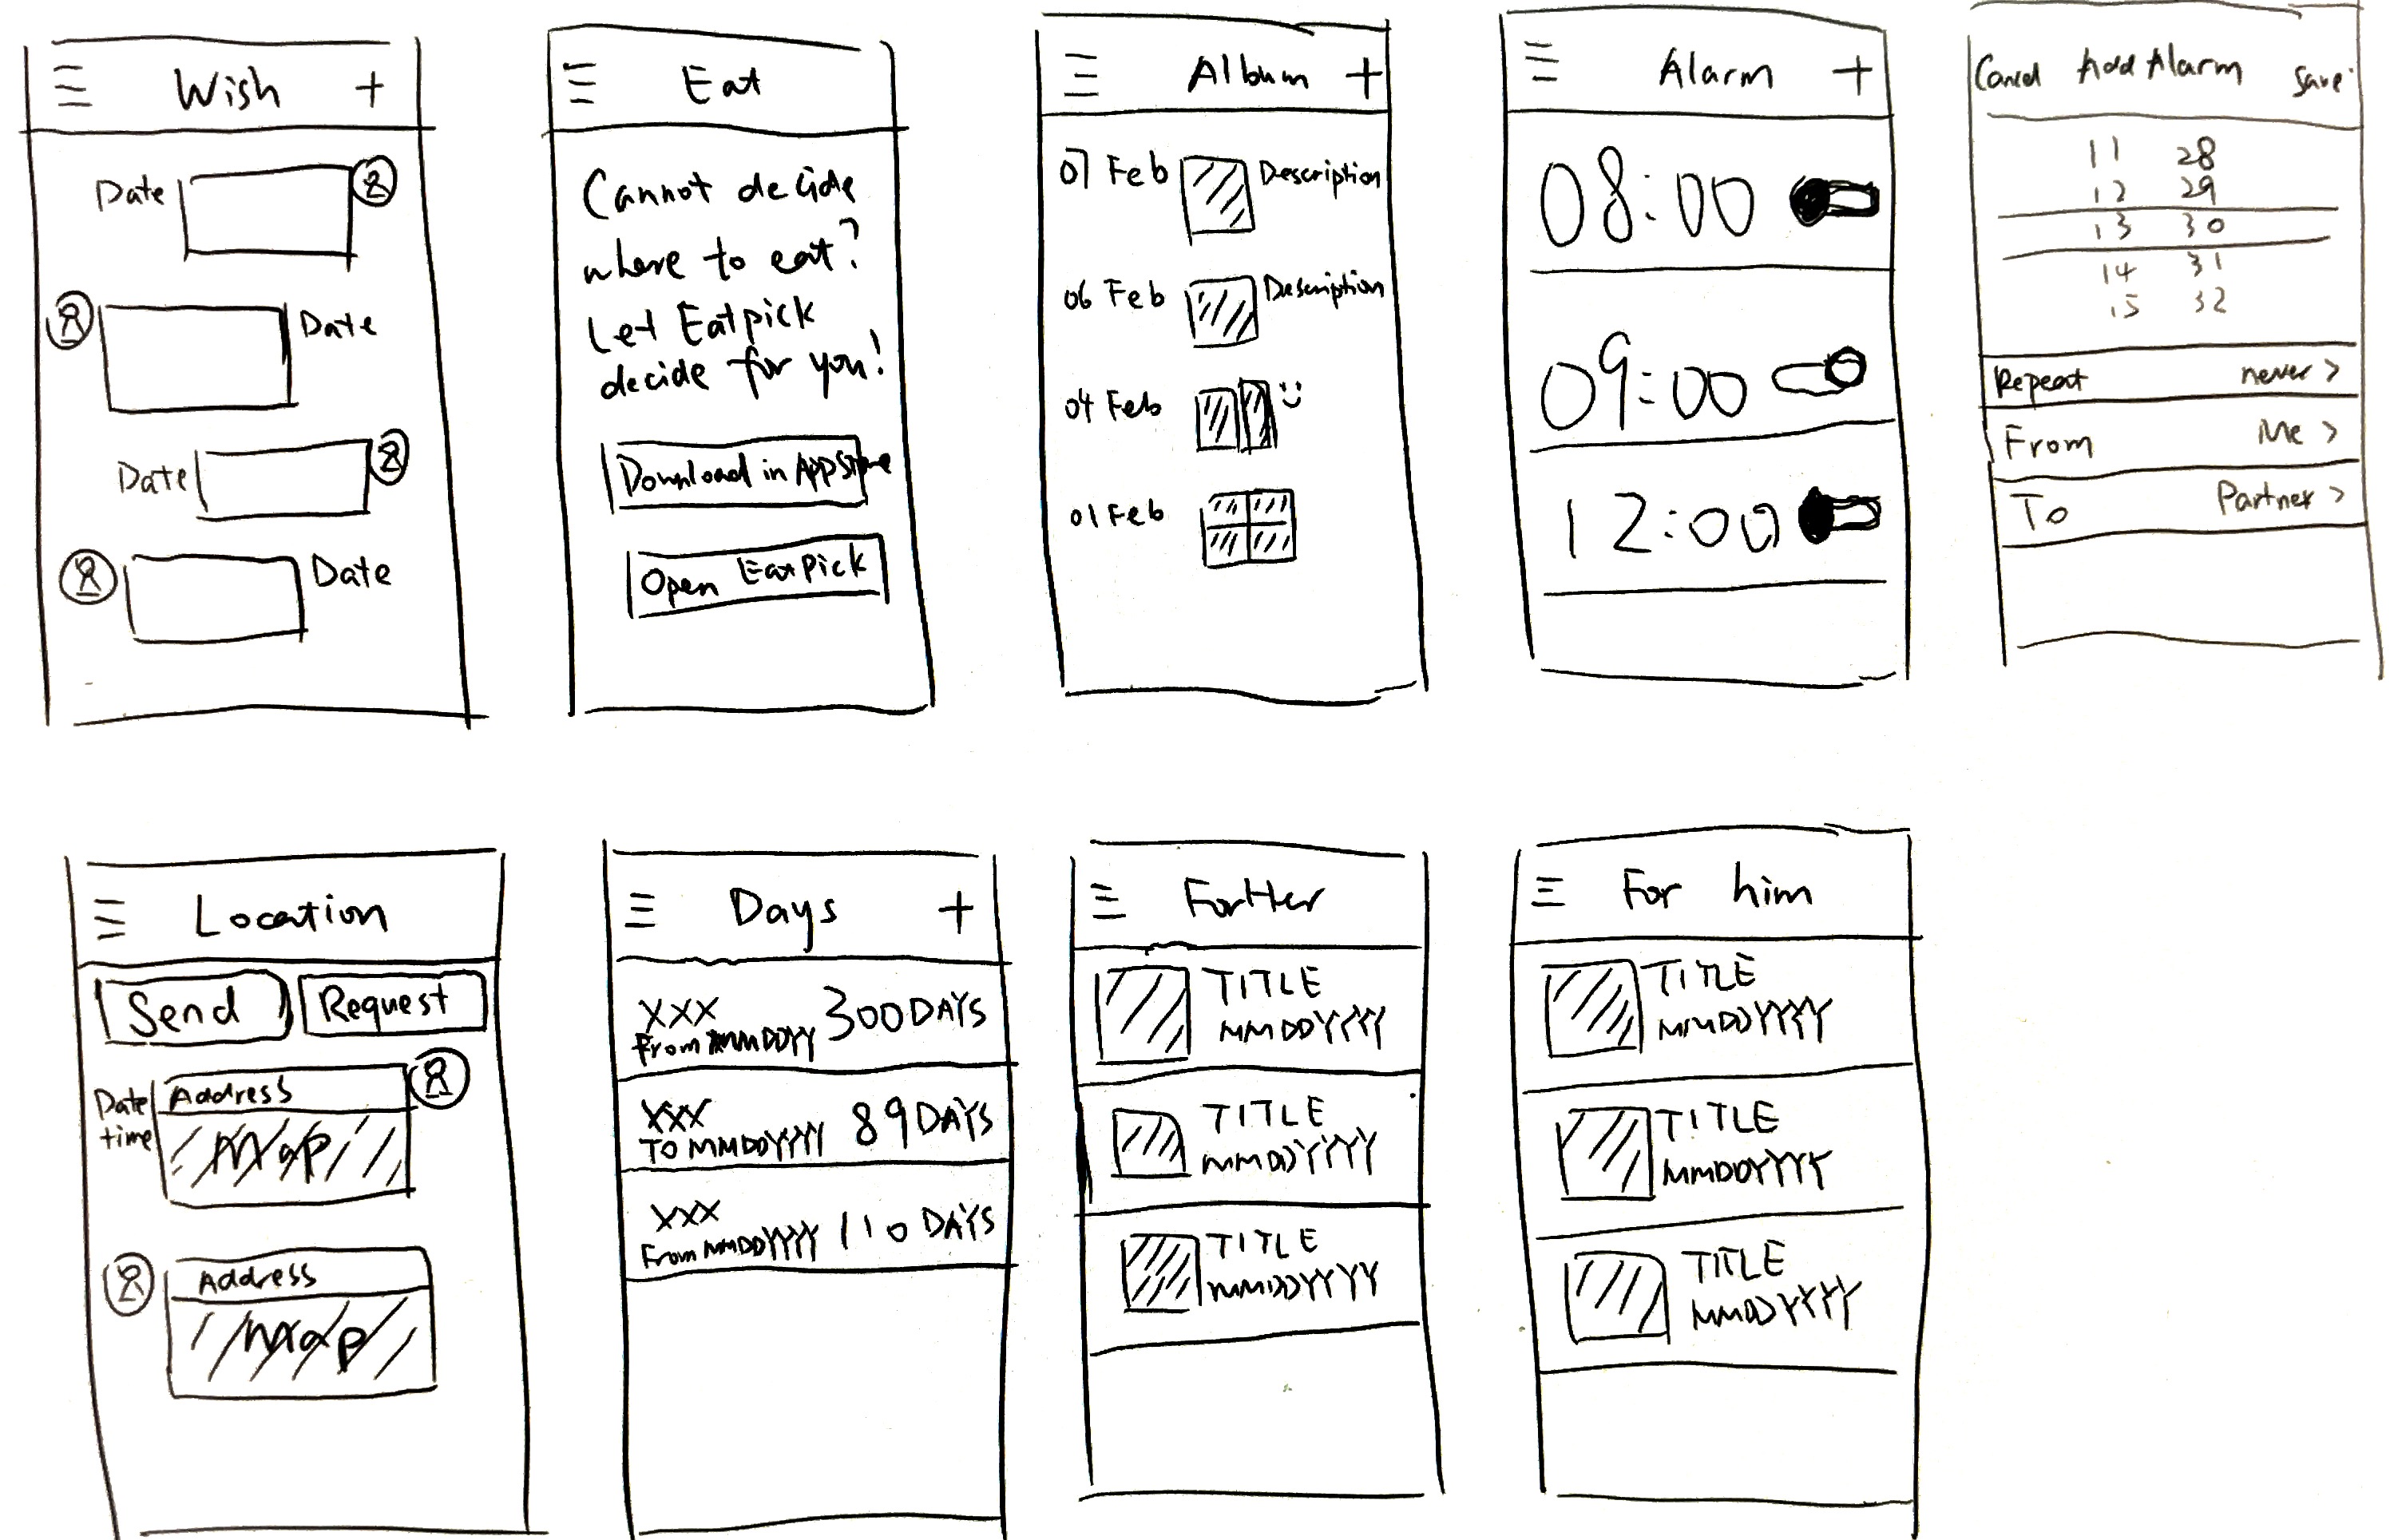 Wish +
Date
Date
Date
Date
Eat
Cannot decide
where to eat?
Let Eatpick
decide for you!
Download in AppStore
Open EatPick
Album +
07 Feb Description
06 Feb Description
04 Feb
01 Feb
Alarm +
08:00
09:00
12:00
Cancel Add Alarm Save
11 28
12 29
13 30
14 31
15 32
Repeat never >
From Me >
To Partner >
Location
Send Request
Date
time
Address
Map
Address
Map
Days +
XXX
From MMDDYY 300 DAYS
XXX
TO MMDDYYYY 89 DAYS
XXX
From MMDDYYYY 110 DAYS
For Her
TITLE
MMDDYYYY
TITLE
MMDDYYYY
TITLE
MMDDYYYY
For him
TITLE
MMDDYYYY
TITLE
MMDDYYYY
TITLE
MMDDYYYY